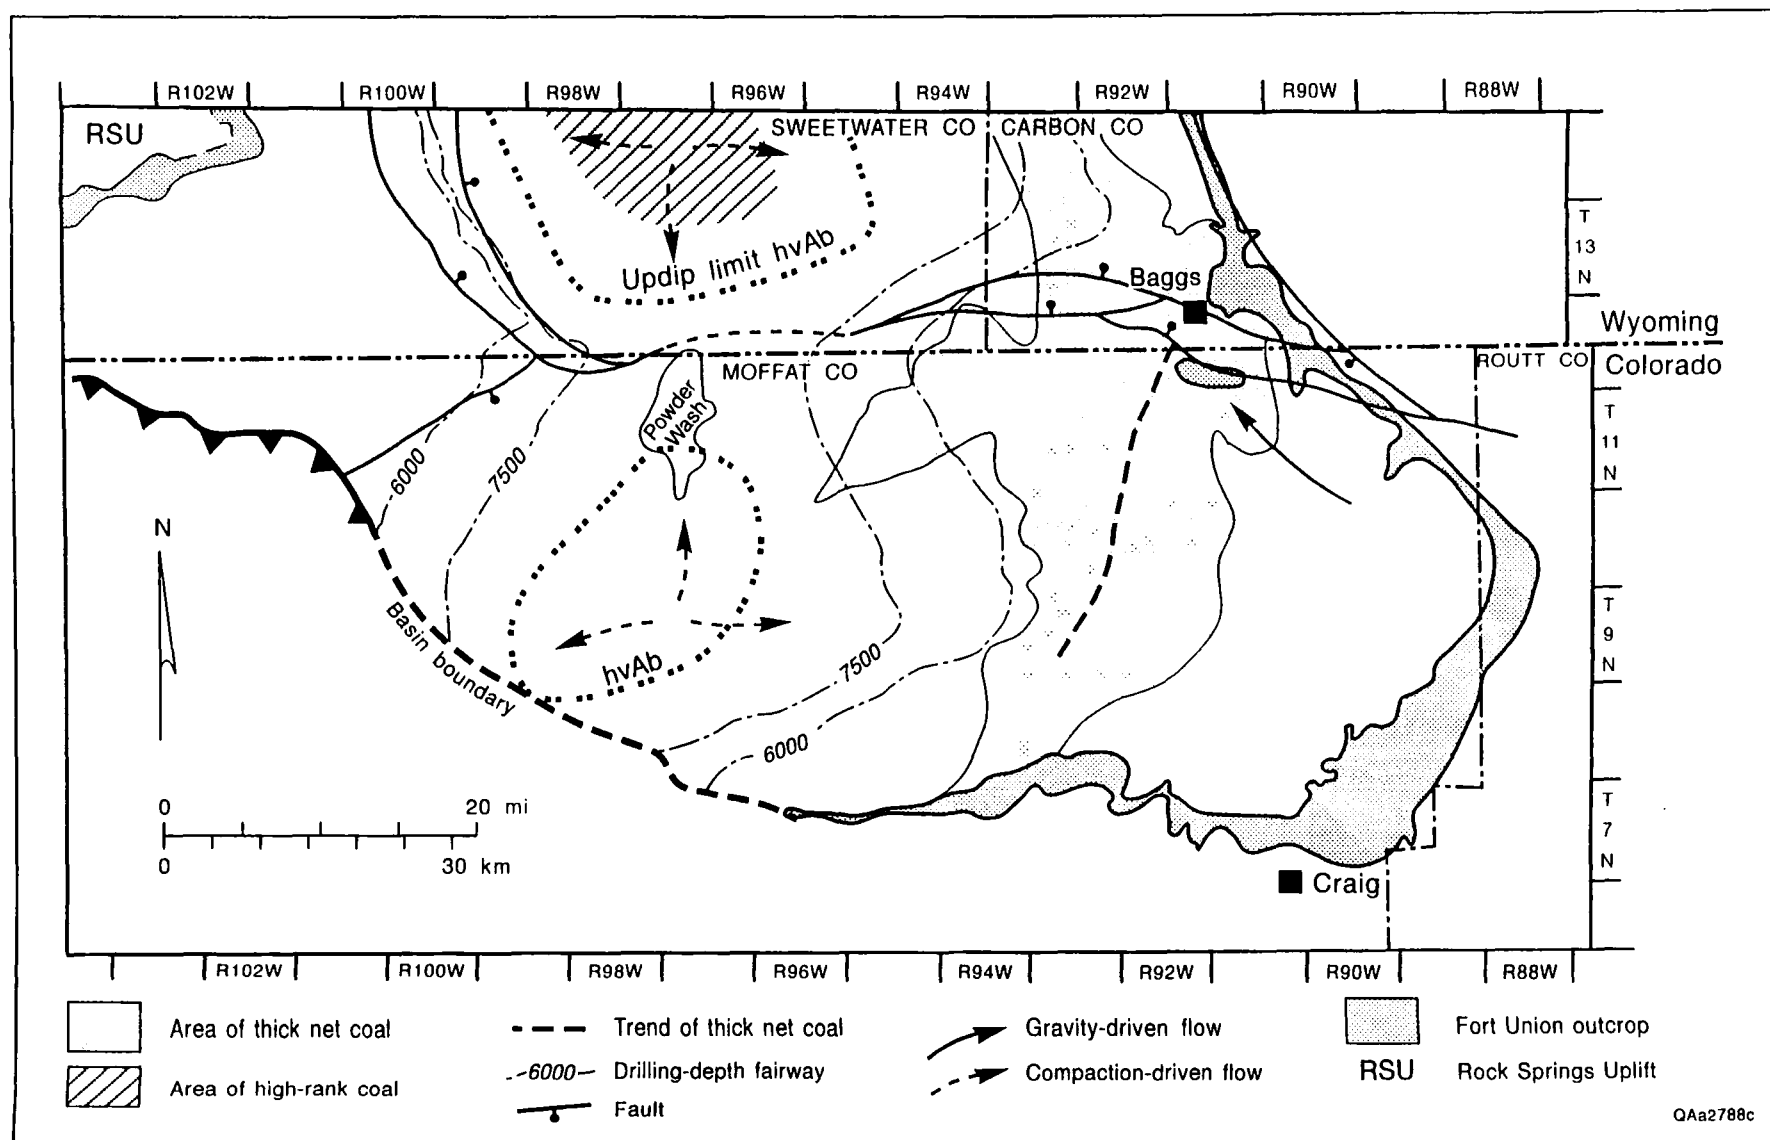 R102W R100W R98W R96W R94W R92W R90W R88W
RSU
SWEETWATER CO CARBON CO
T
13
N
Updip limit hvAb
Baggs
Wyoming
Colorado
MOFFAT CO
ROUTT CO
Powder
Wash
T
11
N
6000
7500
N
Basin boundary
hvAb
7500
6000
T
9
N
0 20 mi
0 30 km
T
7
N
Craig
R102W R100W R98W R96W R94W R92W R90W R88W
Area of thick net coal
Area of high-rank coal
Trend of thick net coal
6000 Drilling-depth fairway
Fault
Gravity-driven flow
Compaction-driven flow
Fort Union outcrop
RSU Rock Springs Uplift
QAa2788c